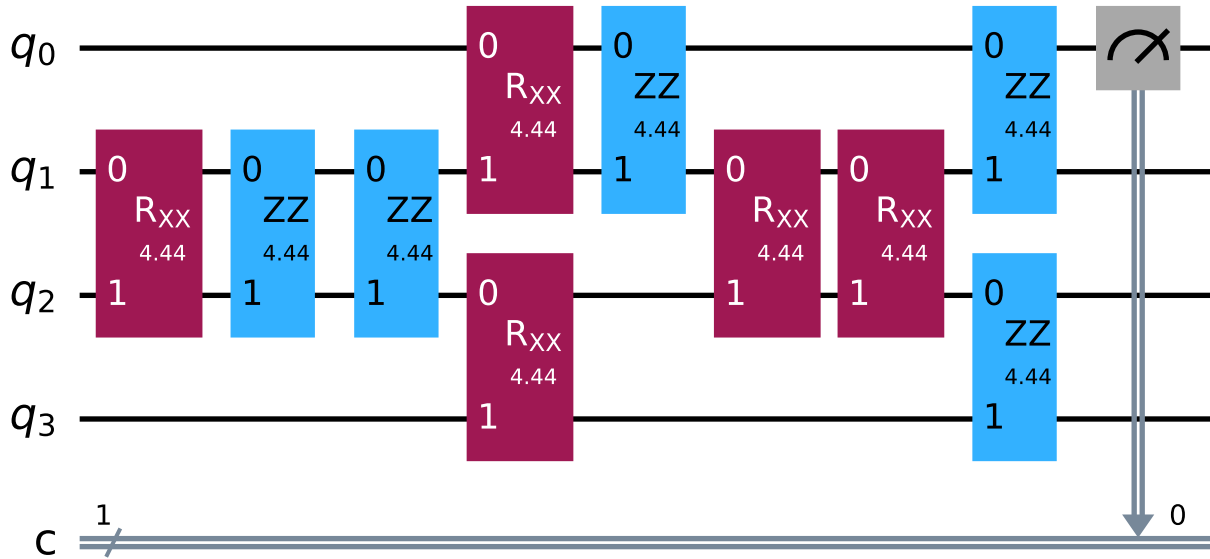 q0 0 0 0
RXX ZZ ZZ
4.44 4.44 4.44
q1 0 0 0 1 1 0 0 1
RXX ZZ ZZ RXX RXX
4.44 4.44 4.44 4.44 4.44
q2 1 1 1 0 1 1 0
RXX ZZ
4.44 4.44
q3 1 1
1 0
c